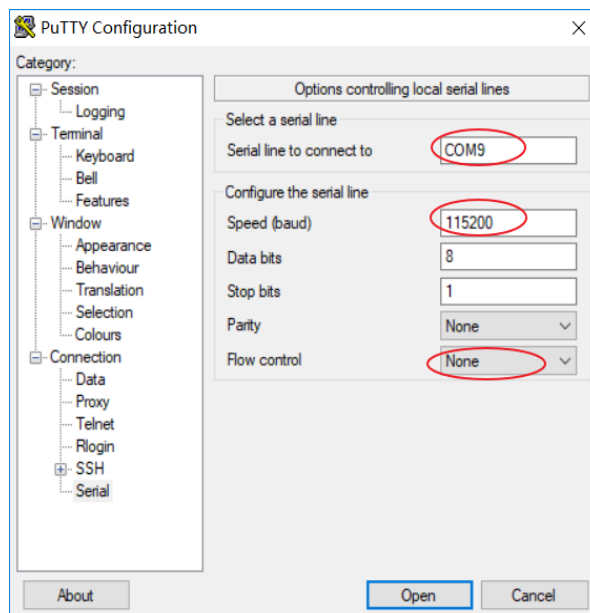 PuTTY Configuration
Category:
Session
Logging
Terminal
Keyboard
Bell
Features
Window
Appearance
Behaviour
Translation
Selection
Colours
Connection
Data
Proxy
Telnet
Rlogin
SSH
Serial
Options controlling local serial lines
Select a serial line
Serial line to connect to COM9
Configure the serial line
Speed (baud) 115200
Data bits 8
Stop bits 1
Parity None
Flow control None
About Open Cancel